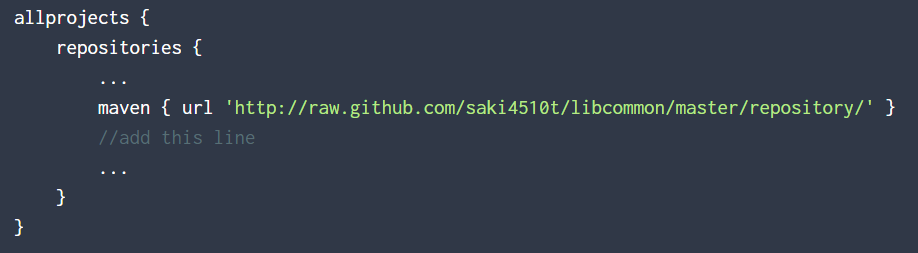 allprojects {
    repositories {
        ...
        maven { url 'http://raw.github.com/saki4510t/libcommon/master/repository/' }
        //add this line
        ...
    }
}